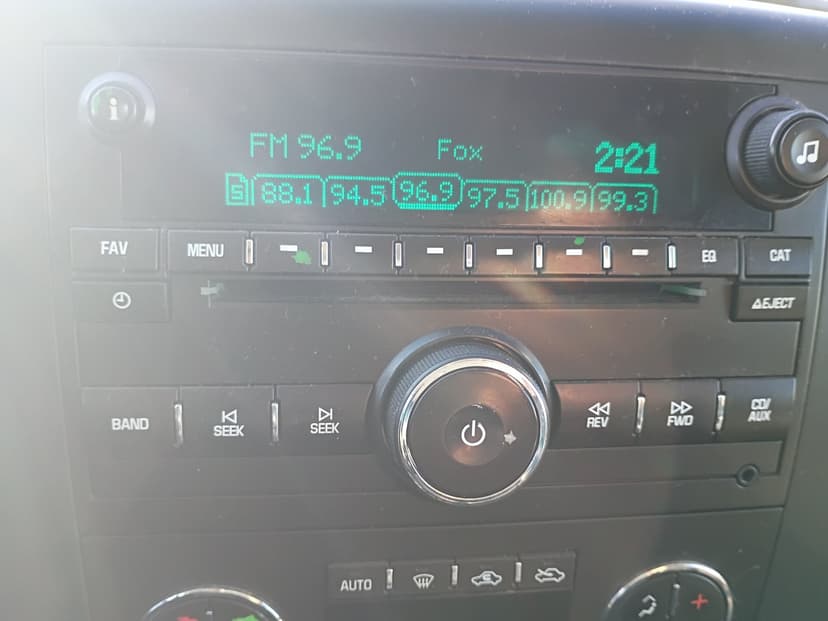 i
FM 96.9 Fox 2:21
5 88.1 94.5 96.9 97.5 100.9 99.3
FAV MENU EQ CAT
EJECT
BAND SEEK SEEK REV FWD CD/
AUX
AUTO